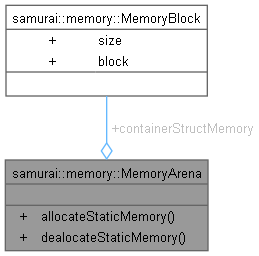 samurai::memory::MemoryBlock
+ size
+ block
+containerStructMemory
samurai::memory::MemoryArena
+ allocateStaticMemory()
+ dealocateStaticMemory()